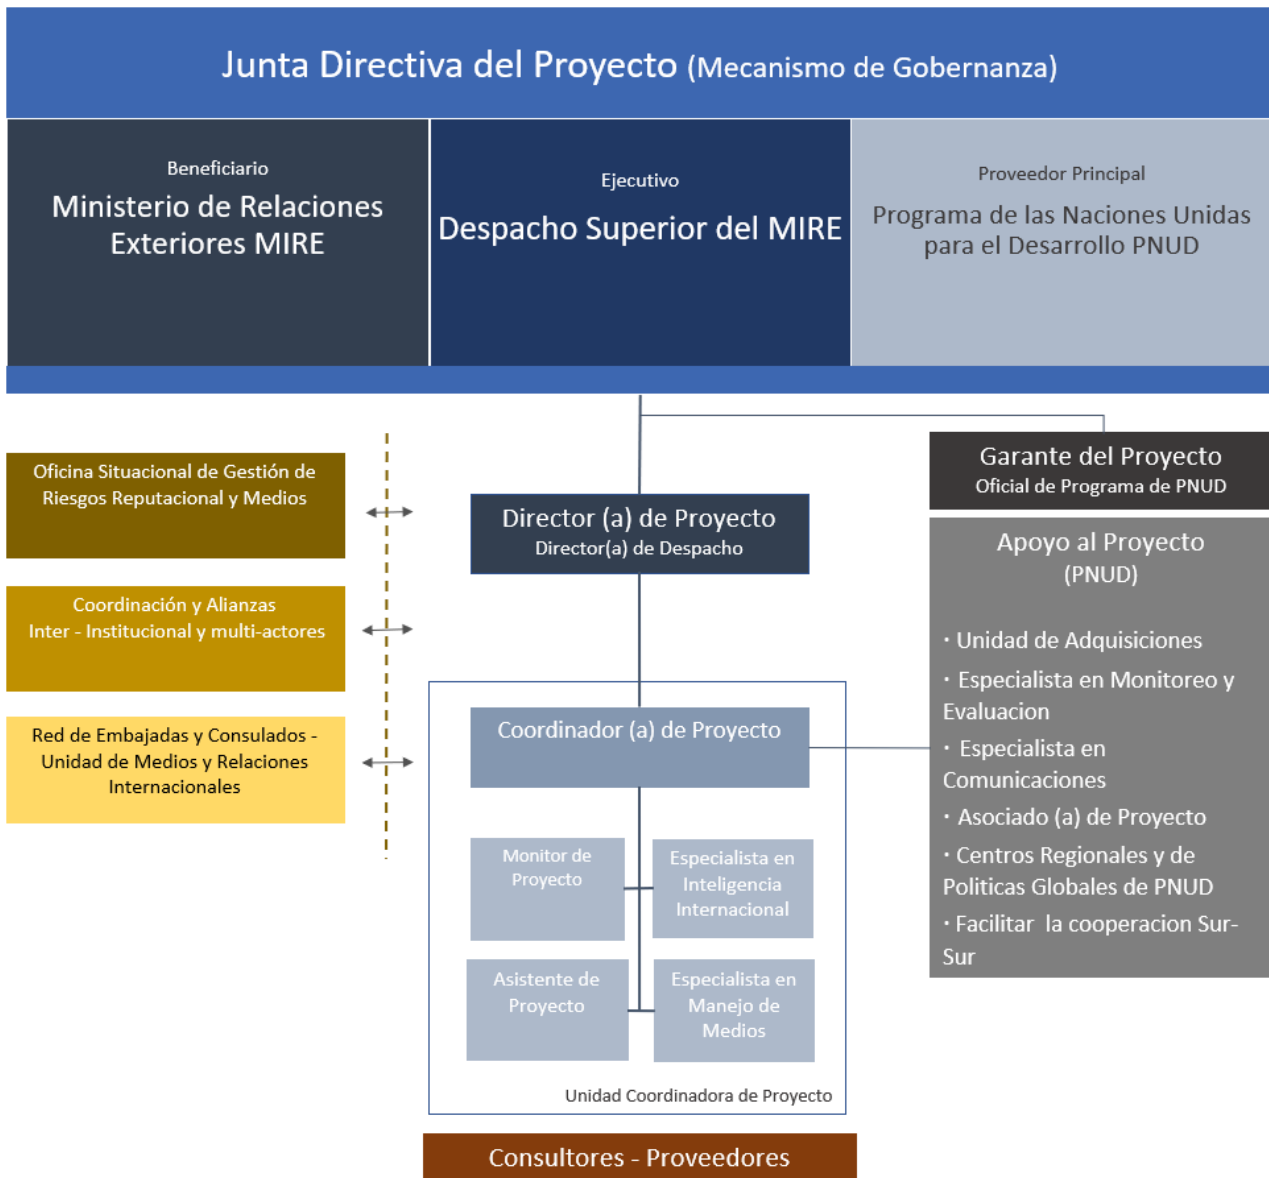 Junta Directiva del Proyecto (Mecanismo de Gobernanza)
Beneficiario
Ministerio de Relaciones
Exteriores MIRE
Ejecutivo
Despacho Superior del MIRE
Proveedor Principal
Programa de las Naciones Unidas
para el Desarrollo PNUD
Oficina Situacional de Gestión de
Riesgos Reputacional y Medios
Coordinación y Alianzas
Inter - Institucional y multi-actores
Red de Embajadas y Consulados -
Unidad de Medios y Relaciones
Internacionales
Director (a) de Proyecto
Director(a) de Despacho
Coordinador (a) de Proyecto
Monitor de
Proyecto
Especialista en
Inteligencia
Internacional
Asistente de
Proyecto
Especialista en
Manejo de
Medios
Unidad Coordinadora de Proyecto
Garante del Proyecto
Oficial de Programa de PNUD
Apoyo al Proyecto
(PNUD)
· Unidad de Adquisiciones
· Especialista en Monitoreo y
Evaluacion
· Especialista en
Comunicaciones
· Asociado (a) de Proyecto
· Centros Regionales y de
Politicas Globales de PNUD
· Facilitar la cooperacion Sur-
Sur
Consultores - Proveedores